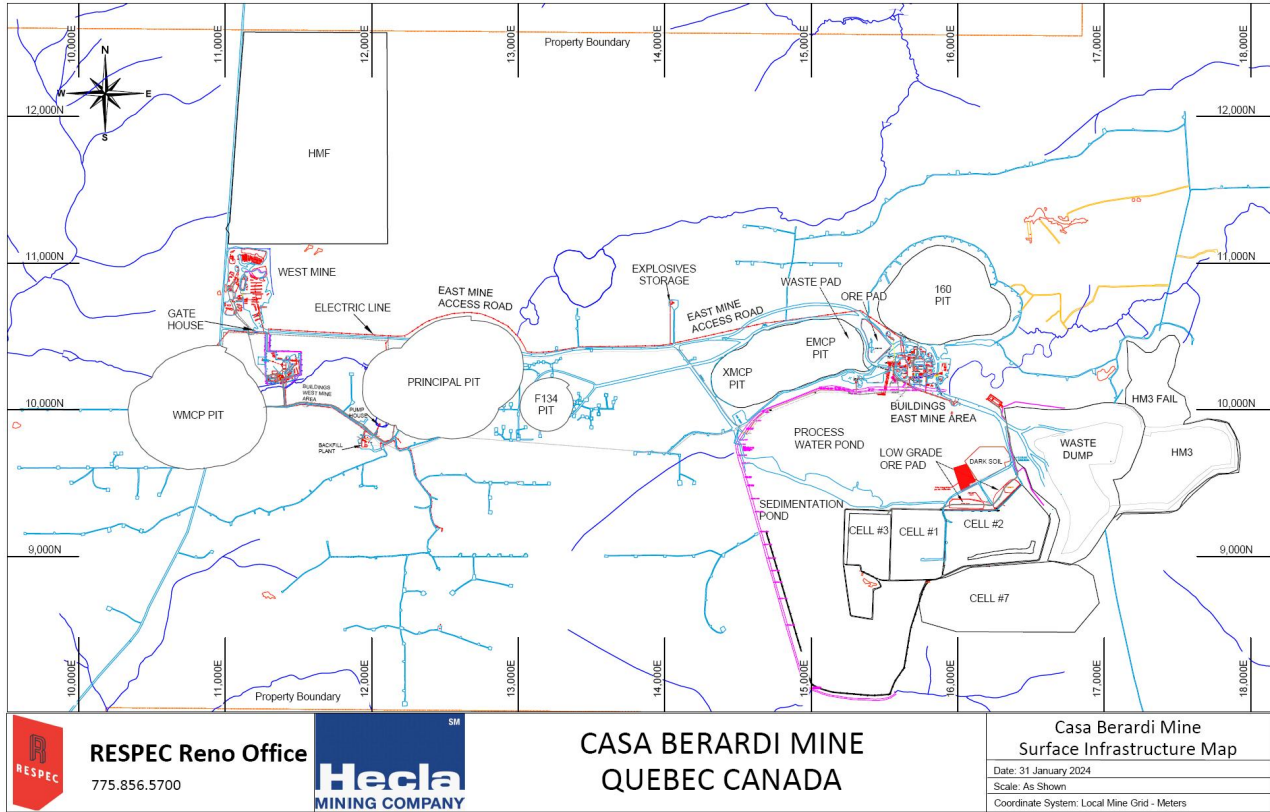 10,000E
11,000E
12,000E
13,000E
14,000E
15,000E
16,000E
17,000E
18,000E
Property Boundary
N
W
E
S
12,000N
12,000N
HMF
11,000N
11,000N
WEST MINE
GATE
HOUSE
ELECTRIC LINE
EAST MINE
ACCESS ROAD
EXPLOSIVES
STORAGE
EAST MINE
ACCESS ROAD
WASTE PAD
ORE PAD
160
PIT
EMCP
PIT
XMCP
PIT
PRINCIPAL PIT
F134
PIT
WMCP PIT
BUILDINGS
WEST MINE
AREA
PUMP
HOUSE
BACKFILL
PLANT
10,000N
10,000N
BUILDINGS
EAST MINE AREA
HM3 FAIL
PROCESS
WATER POND
LOW GRADE
ORE PAD
DARK SOIL
WASTE
DUMP
HM3
SEDIMENTATION
POND
CELL #3
CELL #1
CELL #2
9,000N
9,000N
CELL #7
10,000E
11,000E
12,000E
13,000E
14,000E
15,000E
16,000E
17,000E
18,000E
Property Boundary
RESPEC
RESPEC Reno Office
775.856.5700
SM
Hecla
MINING COMPANY
CASA BERARDI MINE
QUEBEC CANADA
Casa Berardi Mine
Surface Infrastructure Map
Date: 31 January 2024
Scale: As Shown
Coordinate System: Local Mine Grid - Meters